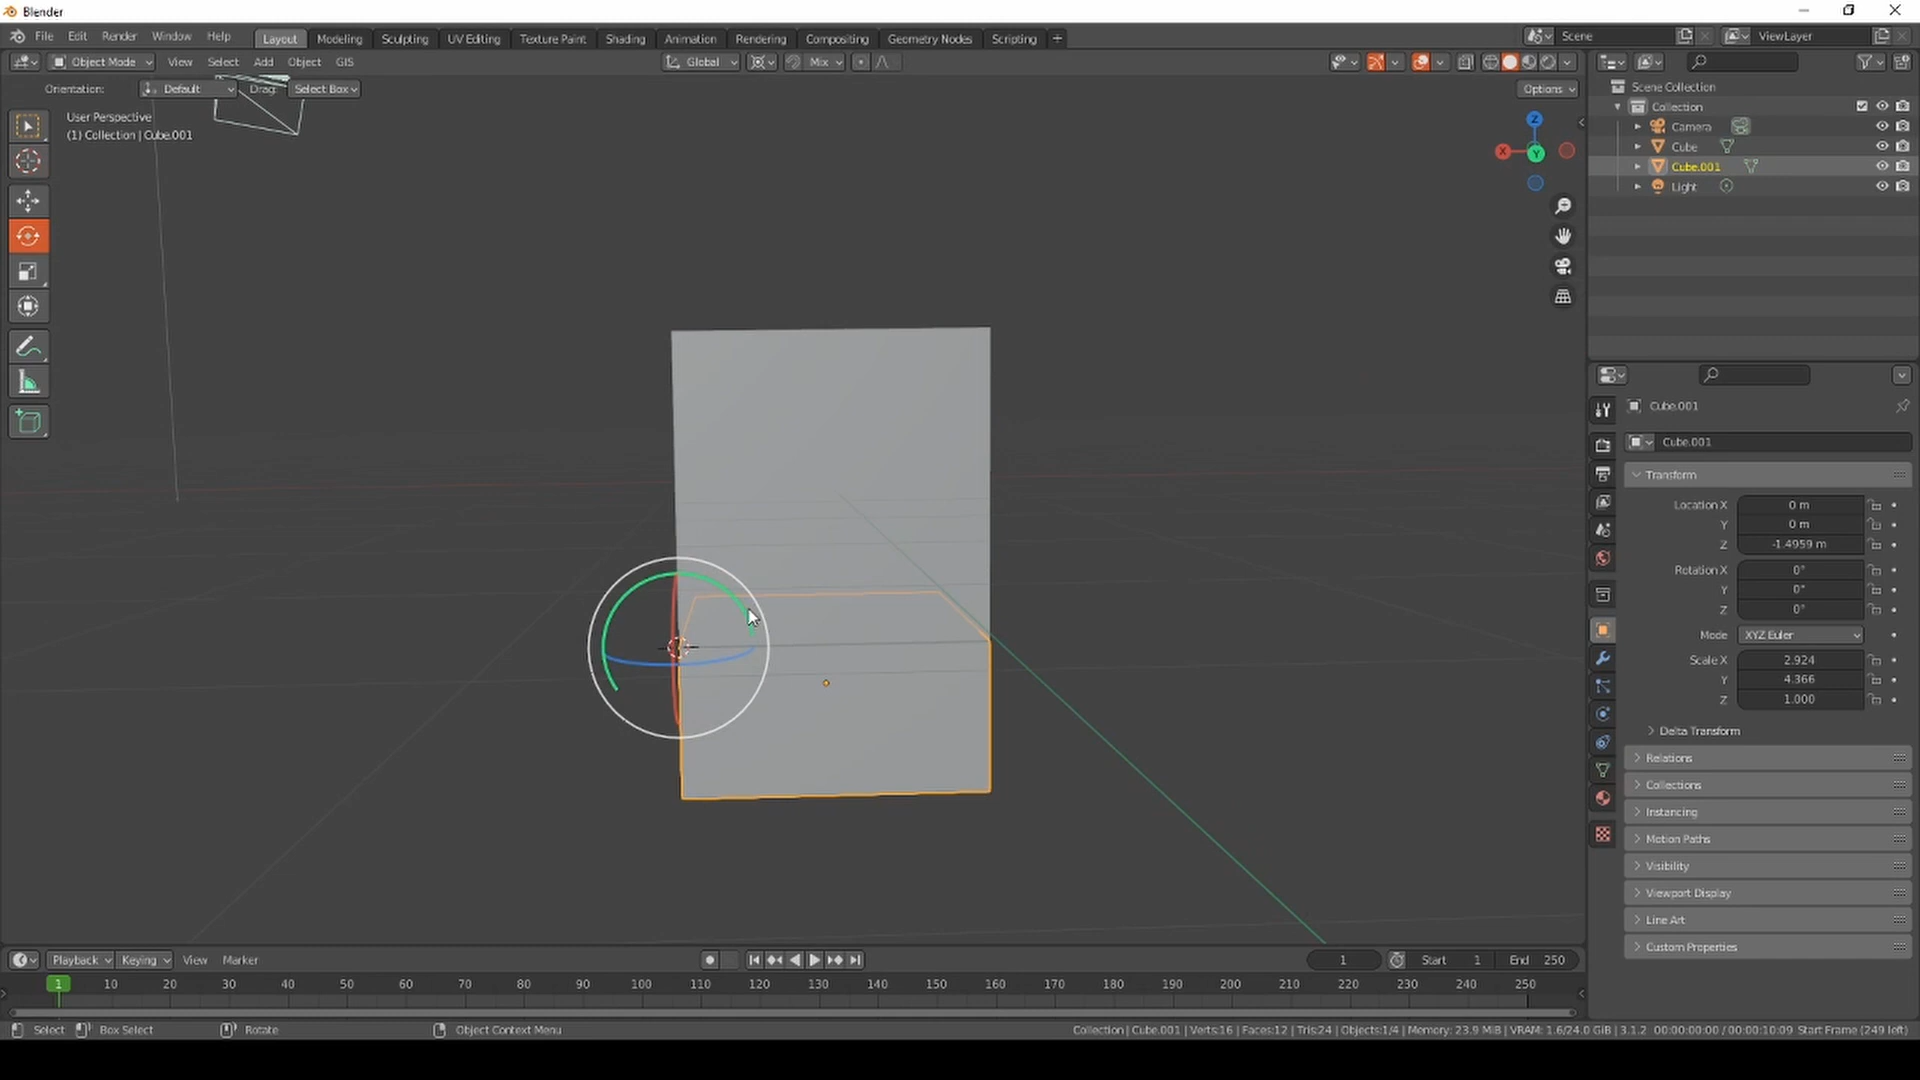 Blender
File Edit Render Window Help Layout Modeling Sculpting UV Editing Texture Paint Shading Animation Rendering Compositing Geometry Nodes Scripting + Scene ViewLayer
Object Mode View Select Add Object GIS Global Mix
Orientation: Default Drag: Select Box Options
User Perspective
(1) Collection | Cube.001
Z
X
Y
Scene Collection
Collection
Camera
Cube
Cube.001
Light
Cube.001
Cube.001
Transform
Location X 0 m
Y 0 m
Z -1.4959 m
Rotation X 0°
Y 0°
Z 0°
Mode XYZ Euler
Scale X 2.924
Y 4.366
Z 1.000
Delta Transform
Relations
Collections
Instancing
Motion Paths
Visibility
Viewport Display
Line Art
Custom Properties
Playback Keying View Marker 1 Start 1 End 250
1 10 20 30 40 50 60 70 80 90 100 110 120 130 140 150 160 170 180 190 200 210 220 230 240 250
Select Box Select Rotate Object Context Menu Collection | Cube.001 | Verts:16 | Faces:12 | Tris:24 | Objects:1/4 | Memory: 23.9 MiB | VRAM: 1.6/24.0 GiB | 3.1.2 00:00:00:00 / 00:00:10:09 Start Frame (249 left)